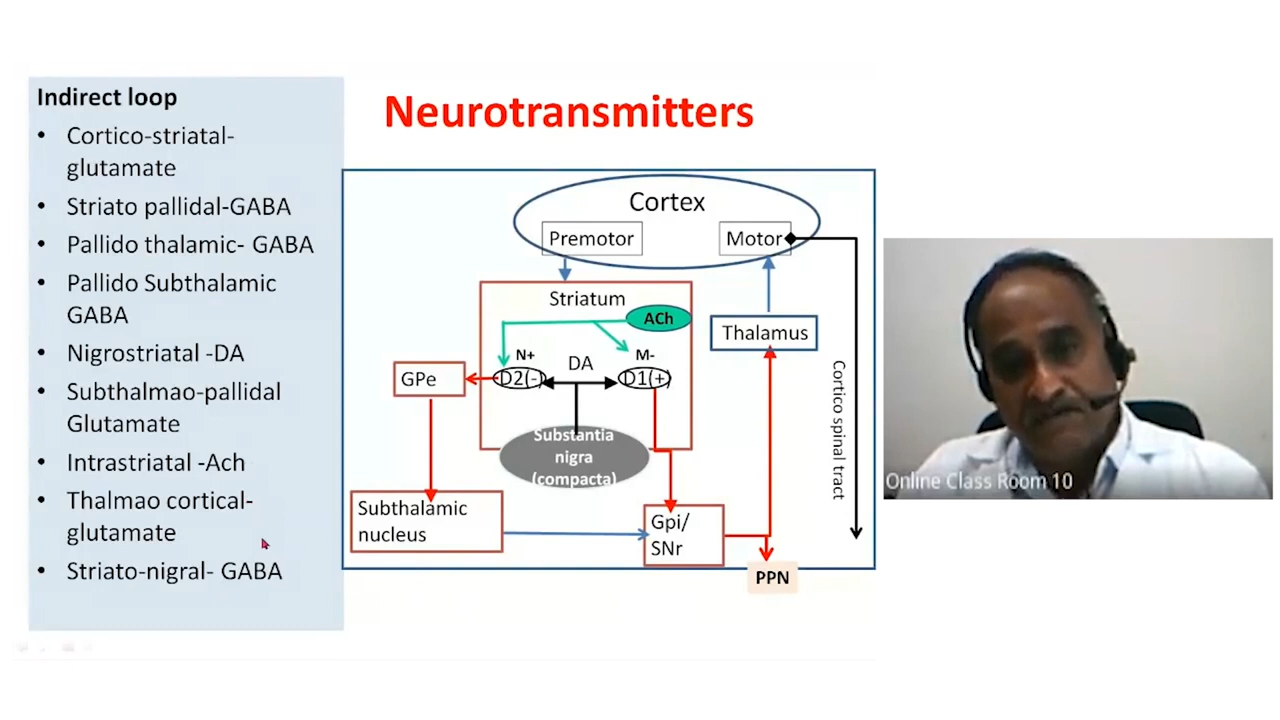 Indirect loop
• Cortico-striatal-
glutamate
• Striato pallidal-GABA
• Pallido thalamic- GABA
• Pallido Subthalamic
GABA
• Nigrostriatal -DA
• Subthalmao-pallidal
Glutamate
• Intrastriatal -Ach
• Thalmao cortical-
glutamate
• Striato-nigral- GABA
Neurotransmitters
Cortex
Premotor
Motor
Striatum
ACh
Thalamus
N+
DA
M-
GPe
D2(-)
D1(+)
Substantia
nigra
(compacta)
Cortico spinal tract
Subthalamic
nucleus
Gpi/
SNr
PPN
Online Class Room 10